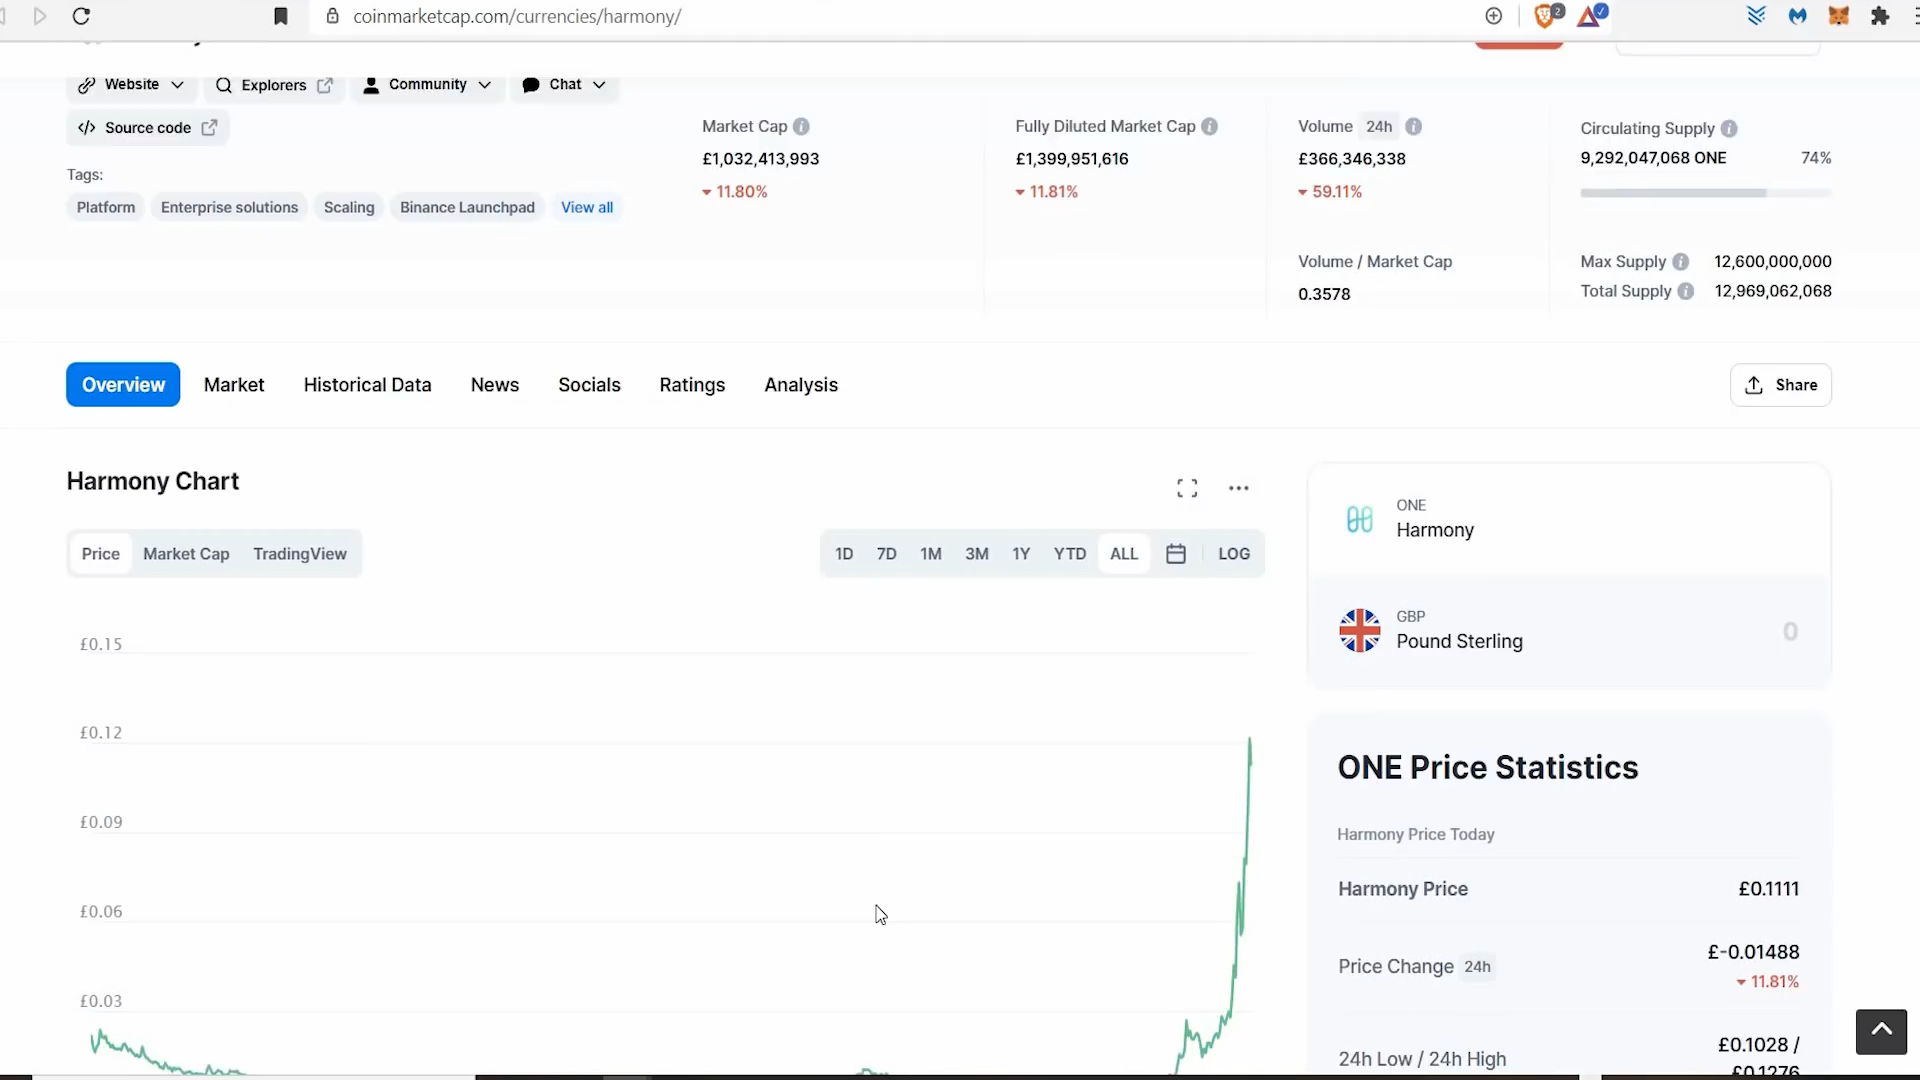 coinmarketcap.com/currencies/harmony/
2
Website
Explorers
Community
Chat
Source code
Tags:
Platform
Enterprise solutions
Scaling
Binance Launchpad
View all
Market Cap
£1,032,413,993
11.80%
Fully Diluted Market Cap
£1,399,951,616
11.81%
Volume 24h
£366,346,338
59.11%
Volume / Market Cap
0.3578
Circulating Supply
9,292,047,068 ONE 74%
Max Supply 12,600,000,000
Total Supply 12,969,062,068
Overview
Market
Historical Data
News
Socials
Ratings
Analysis
Share
Harmony Chart
Price
Market Cap
TradingView
1D
7D
1M
3M
1Y
YTD
ALL
LOG
£0.15
£0.12
£0.09
£0.06
£0.03
ONE
Harmony
GBP
Pound Sterling
0
ONE Price Statistics
Harmony Price Today
Harmony Price £0.1111
Price Change 24h £-0.01488
11.81%
24h Low / 24h High £0.1028 /
£0.1276